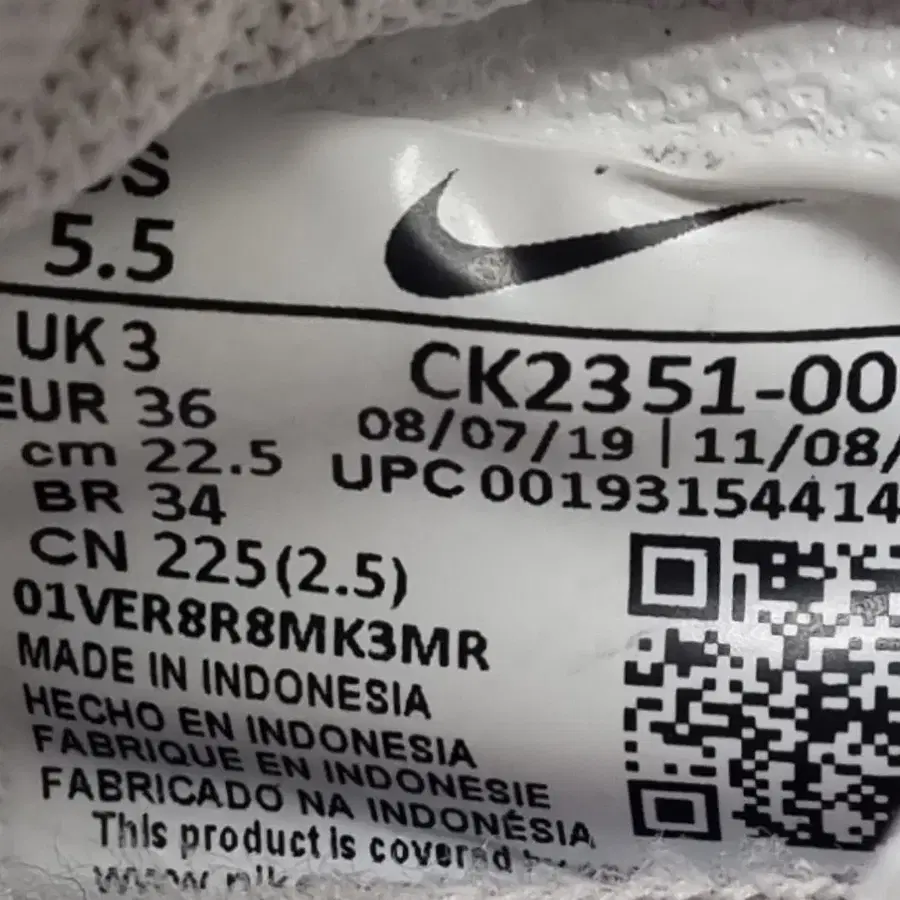 5.5
UK 3
EUR 36
cm 22.5
BR 34
CN 225(2.5)
CK2351-00
08/07/19 | 11/08/
UPC 00193154414
01VER8R8MK3MR
MADE IN INDONESIA
HECHO EN INDONESIA
FABRIQUE EN INDONESIE
FABRICADO NA INDONÉSIA
This product is covered